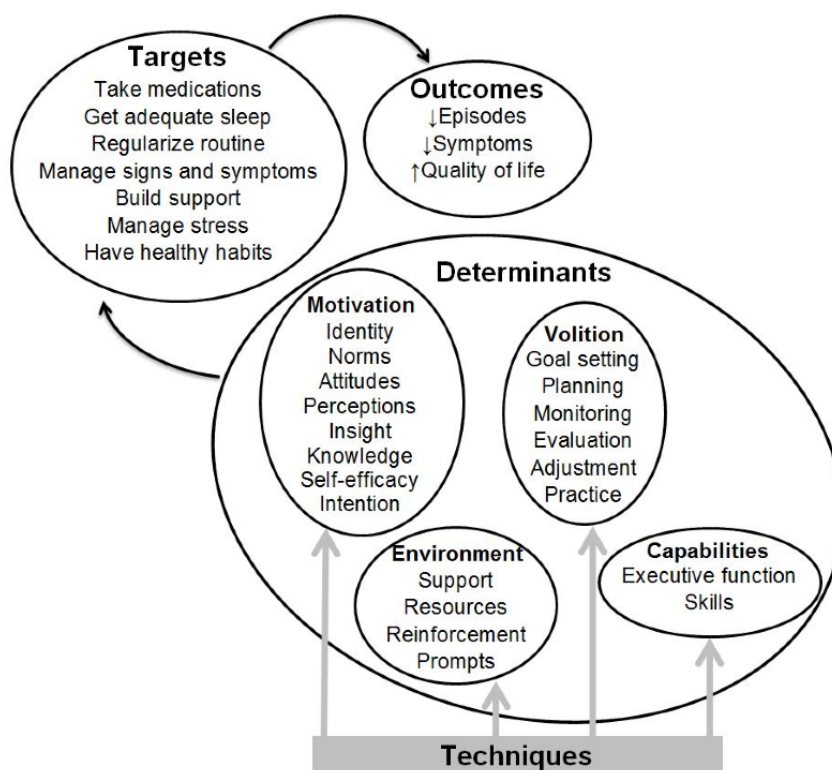 Targets
Take medications
Get adequate sleep
Regularize routine
Manage signs and symptoms
Build support
Manage stress
Have healthy habits
Outcomes
↓Episodes
↓Symptoms
↑Quality of life
Determinants
Motivation
Identity
Norms
Attitudes
Perceptions
Insight
Knowledge
Self-efficacy
Intention
Volition
Goal setting
Planning
Monitoring
Evaluation
Adjustment
Practice
Environment
Support
Resources
Reinforcement
Prompts
Capabilities
Executive function
Skills
Techniques